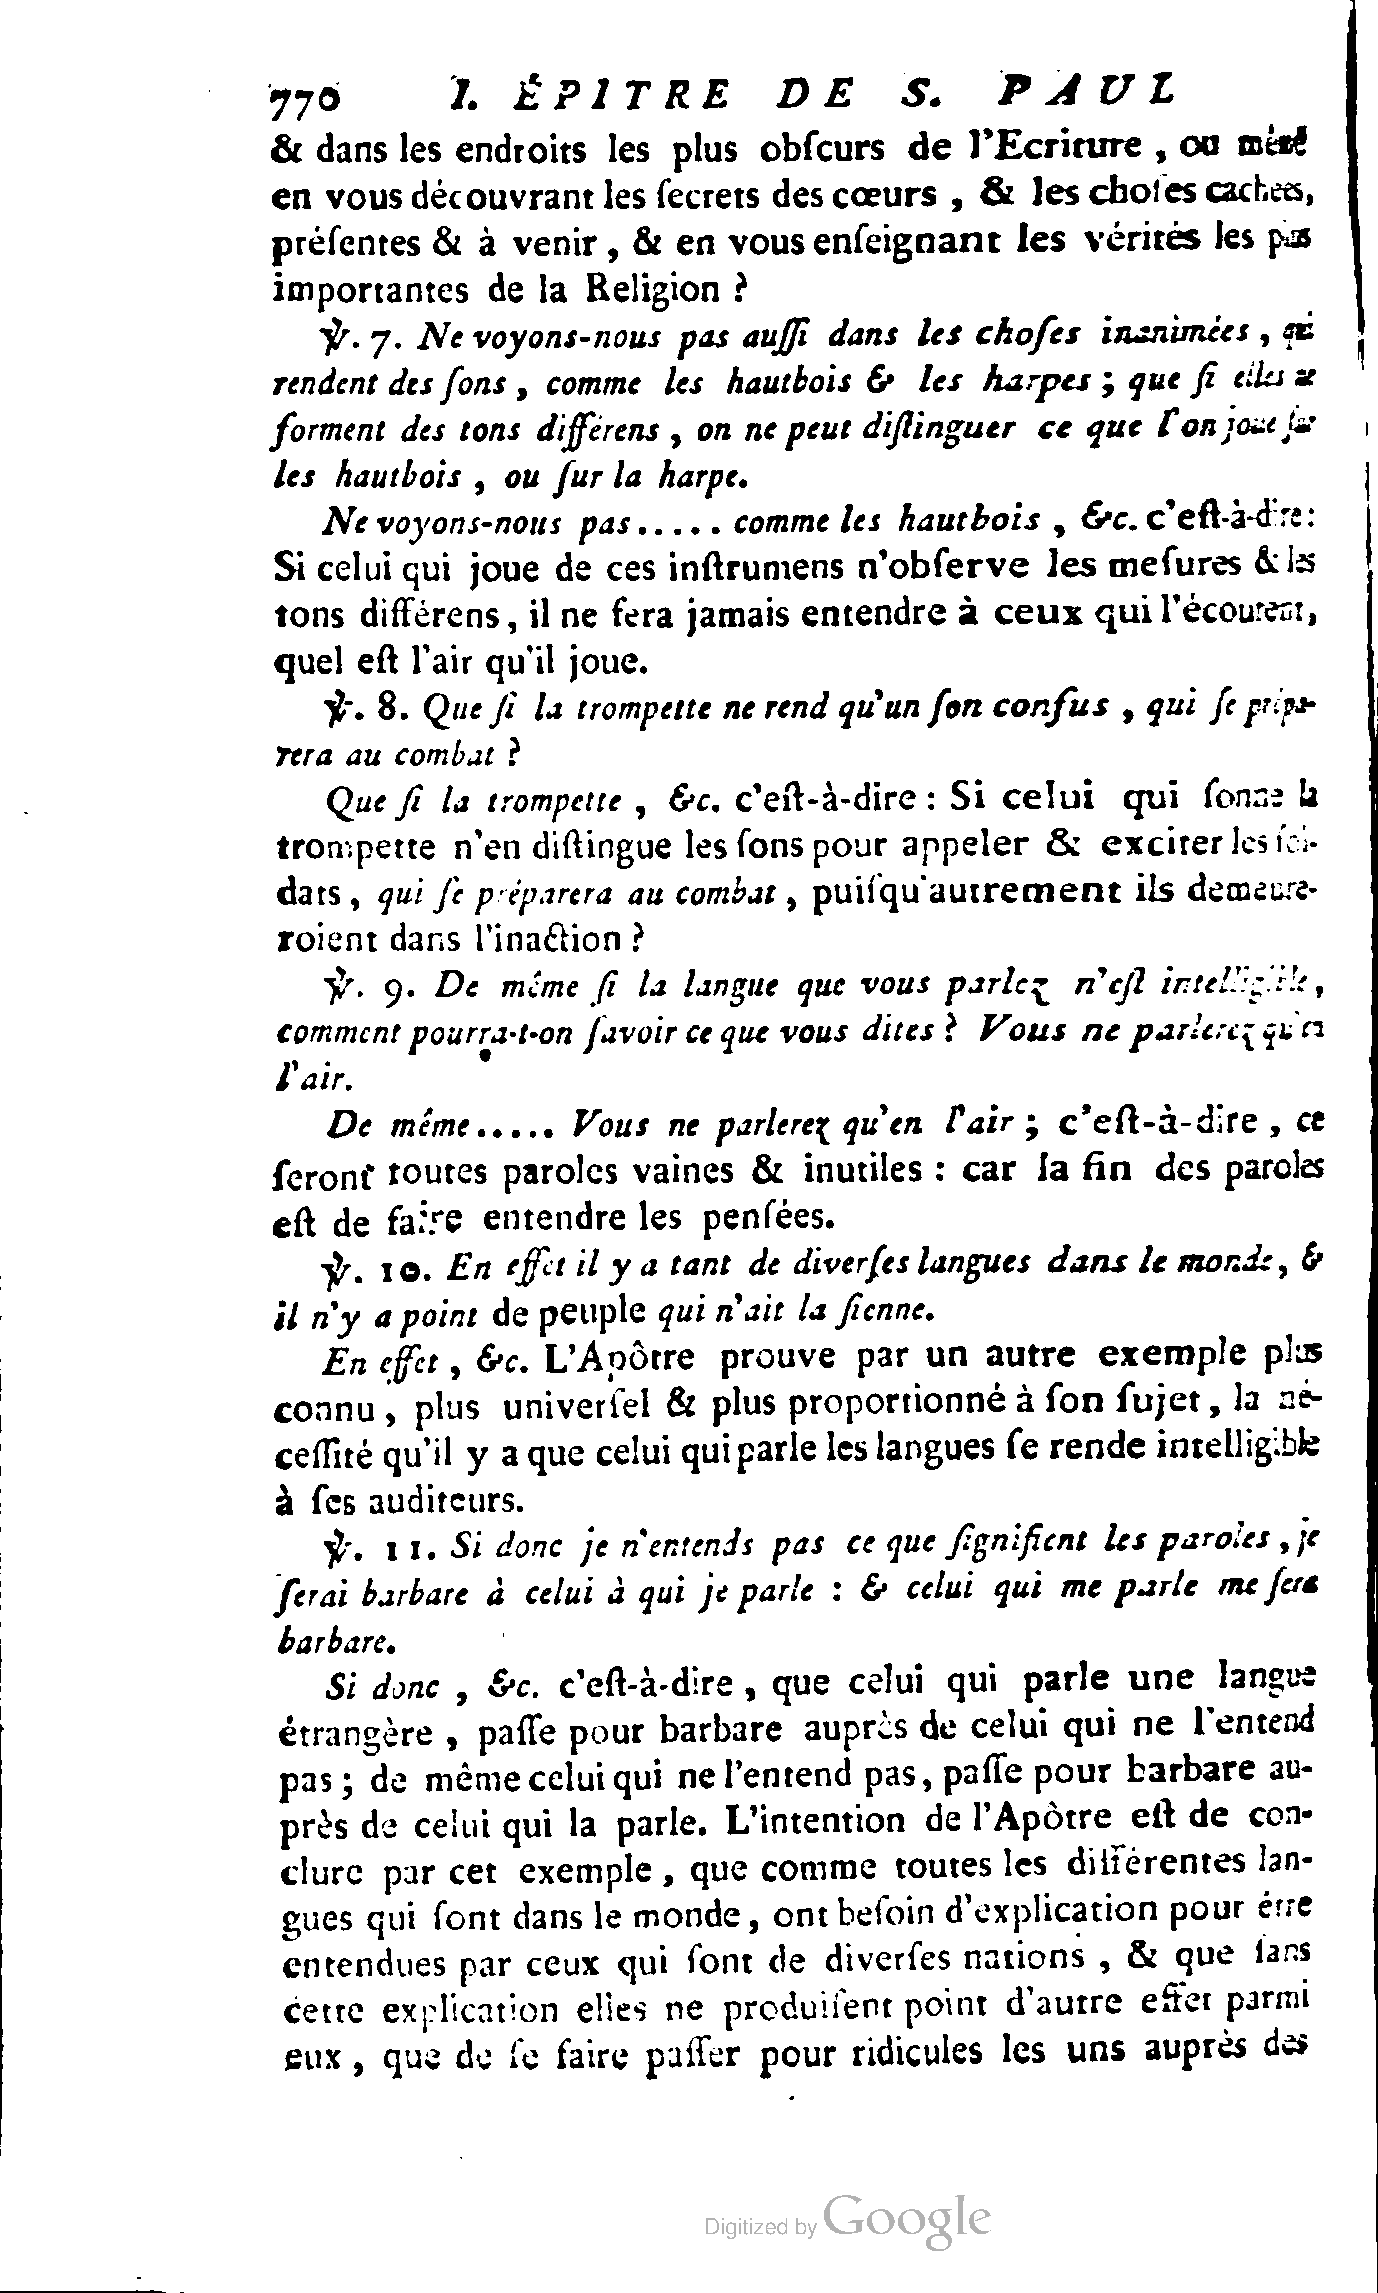 770 I. ÉPITRE DE S. PAUL
& dans les endroits les plus obſcurs de l'Ecriture , ou même
en vous découvrant les ſecrets des cœurs , & les choſes cachées,
préſentes & à venir , & en vous enſeignant les vérités les plus
importantes de la Religion ?
℣. 7. Ne voyons-nous pas auſſi dans les choſes inanimées , qui
rendent des ſons , comme les hautbois & les harpes ; que ſi elles ne
forment des tons différens , on ne peut diſtinguer ce que l'on joue ſur
les hautbois , ou ſur la harpe.
Ne voyons-nous pas ..... comme les hautbois , &c. c'eſt-à-dire :
Si celui qui joue de ces inſtrumens n'obſerve les meſures & les
tons différens, il ne fera jamais entendre à ceux qui l'écoutent,
quel eſt l'air qu'il joue.
℣. 8. Que ſi la trompette ne rend qu'un ſon confus , qui ſe prépa-
rera au combat ?
Que ſi la trompette , &c. c'eſt-à-dire : Si celui qui ſonne la
trompette n'en diſtingue les ſons pour appeler & exciter les ſol-
dats, qui ſe préparera au combat , puiſqu'autrement ils demeure-
roient dans l'inaction ?
℣. 9. De même ſi la langue que vous parlez n'eſt intelligible,
comment pourra-t-on ſavoir ce que vous dites ? Vous ne parlerez qu'en
l'air.
De même ..... Vous ne parlerez qu'en l'air ; c'eſt-à-dire , ce
ſeront toutes paroles vaines & inutiles : car la fin des paroles
eſt de faire entendre les penſées.
℣. 10. En effet il y a tant de diverſes langues dans le monde, &
il n'y a point de peuple qui n'ait la ſienne.
En effet , &c. L'Apôtre prouve par un autre exemple plus
connu , plus univerſel & plus proportionné à ſon ſujet , la né-
ceſſité qu'il y a que celui qui parle les langues ſe rende intelligible
à ſes auditeurs.
℣. 11. Si donc je n'entends pas ce que ſignifient les paroles , je
ſerai barbare à celui à qui je parle : & celui qui me parle me ſera
barbare.
Si donc , &c. c'eſt-à-dire , que celui qui parle une langue
étrangère , paſſe pour barbare auprès de celui qui ne l'entend
pas ; de même celui qui ne l'entend pas, paſſe pour barbare au-
près de celui qui la parle. L'intention de l'Apôtre eſt de con-
clure par cet exemple , que comme toutes les différentes lan-
gues qui ſont dans le monde , ont beſoin d'explication pour être
entendues par ceux qui ſont de diverſes nations , & que ſans
cette explication elles ne produiſent point d'autre effet parmi
eux , que de ſe faire paſſer pour ridicules les uns auprès des
Digitized by Google